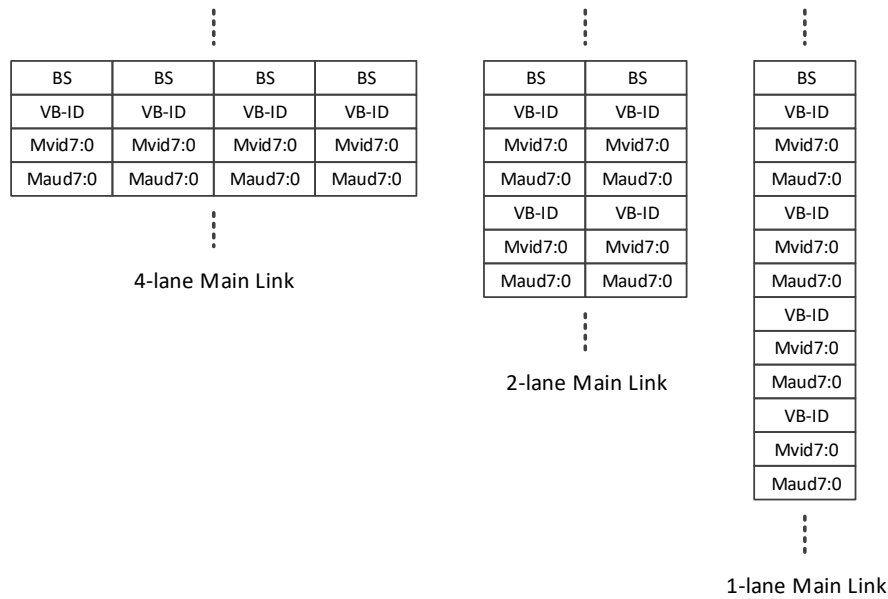 BS BS BS BS
VB-ID VB-ID VB-ID VB-ID
Mvid7:0 Mvid7:0 Mvid7:0 Mvid7:0
Maud7:0 Maud7:0 Maud7:0 Maud7:0
4-lane Main Link
BS BS
VB-ID VB-ID
Mvid7:0 Mvid7:0
Maud7:0 Maud7:0
VB-ID VB-ID
Mvid7:0 Mvid7:0
Maud7:0 Maud7:0
2-lane Main Link
BS
VB-ID
Mvid7:0
Maud7:0
VB-ID
Mvid7:0
Maud7:0
VB-ID
Mvid7:0
Maud7:0
VB-ID
Mvid7:0
Maud7:0
1-lane Main Link